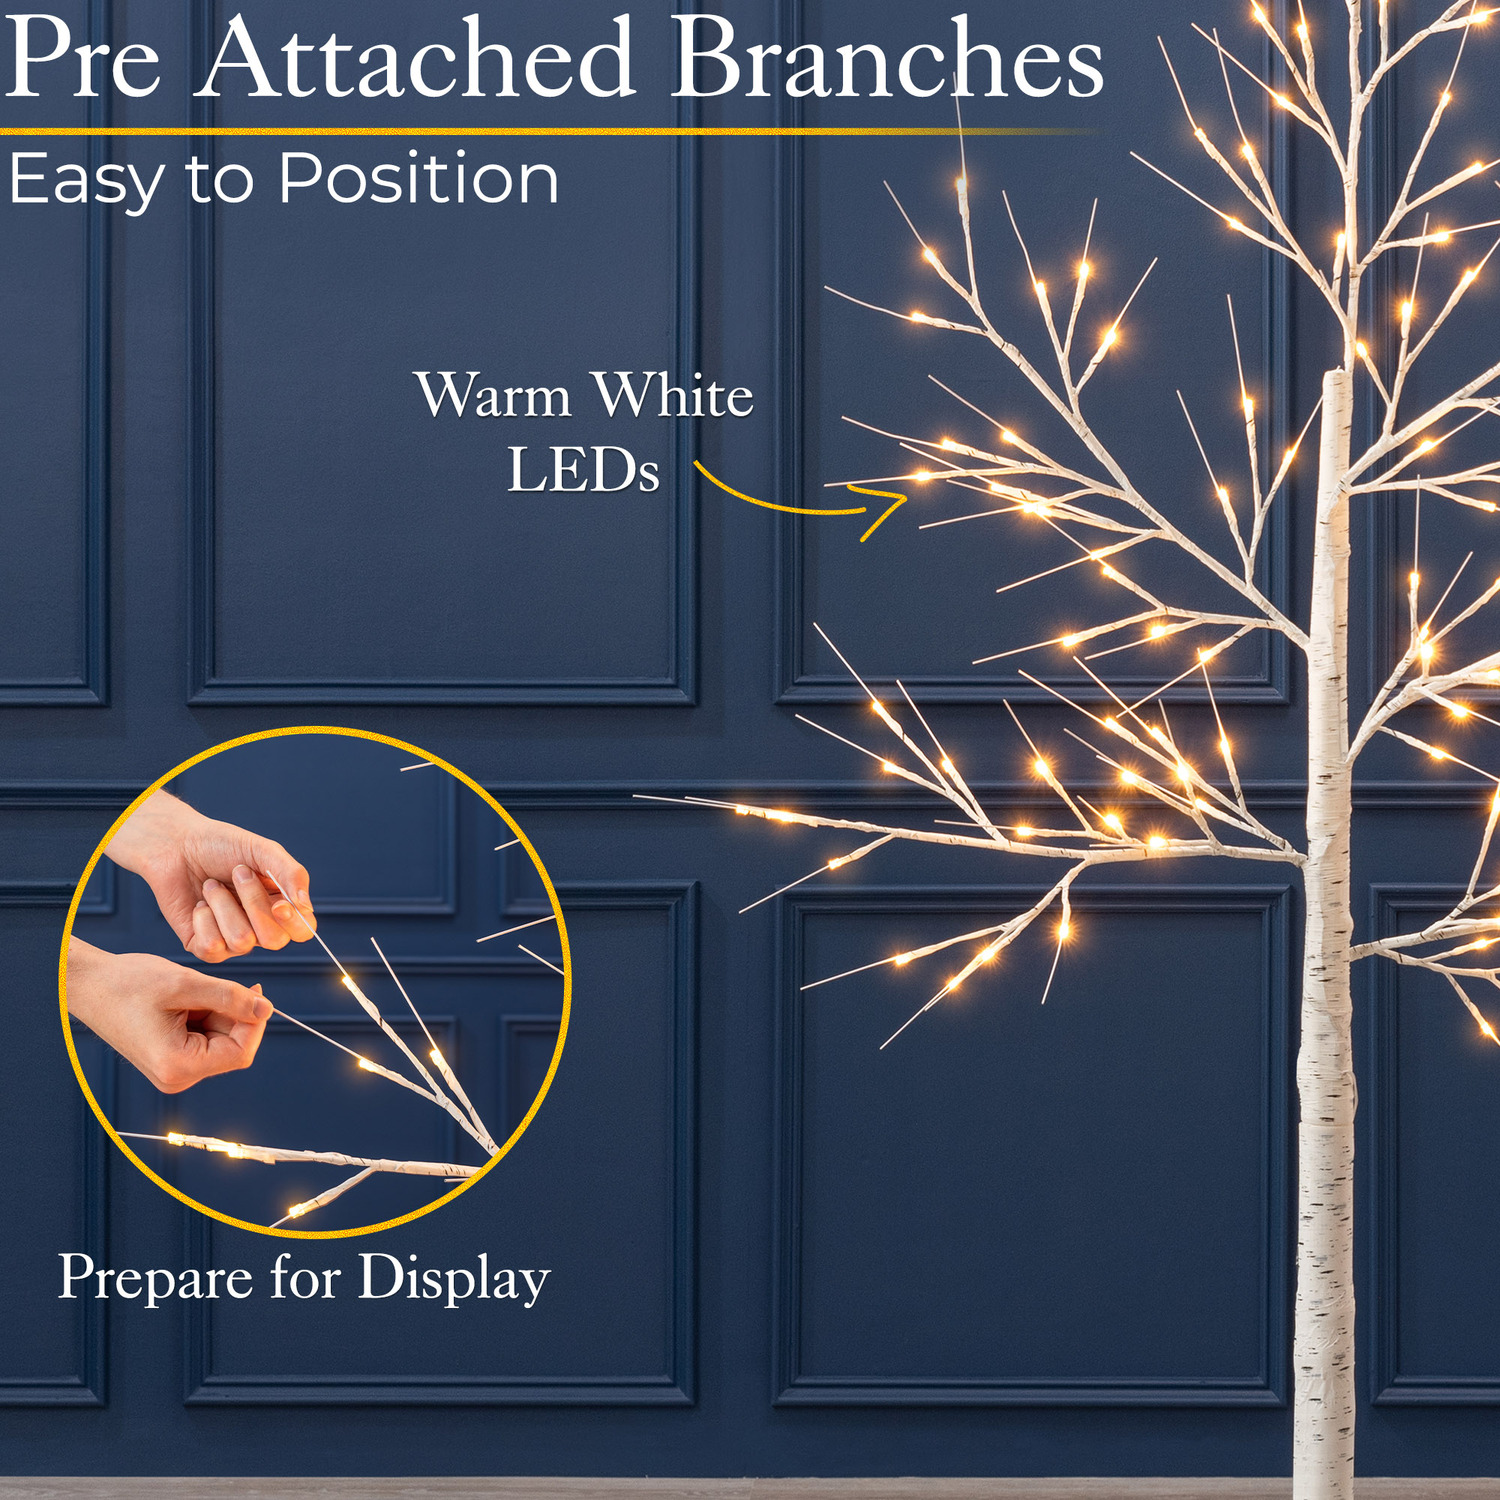 Pre Attached Branches
Easy to Position
Warm White
LEDs
Prepare for Display